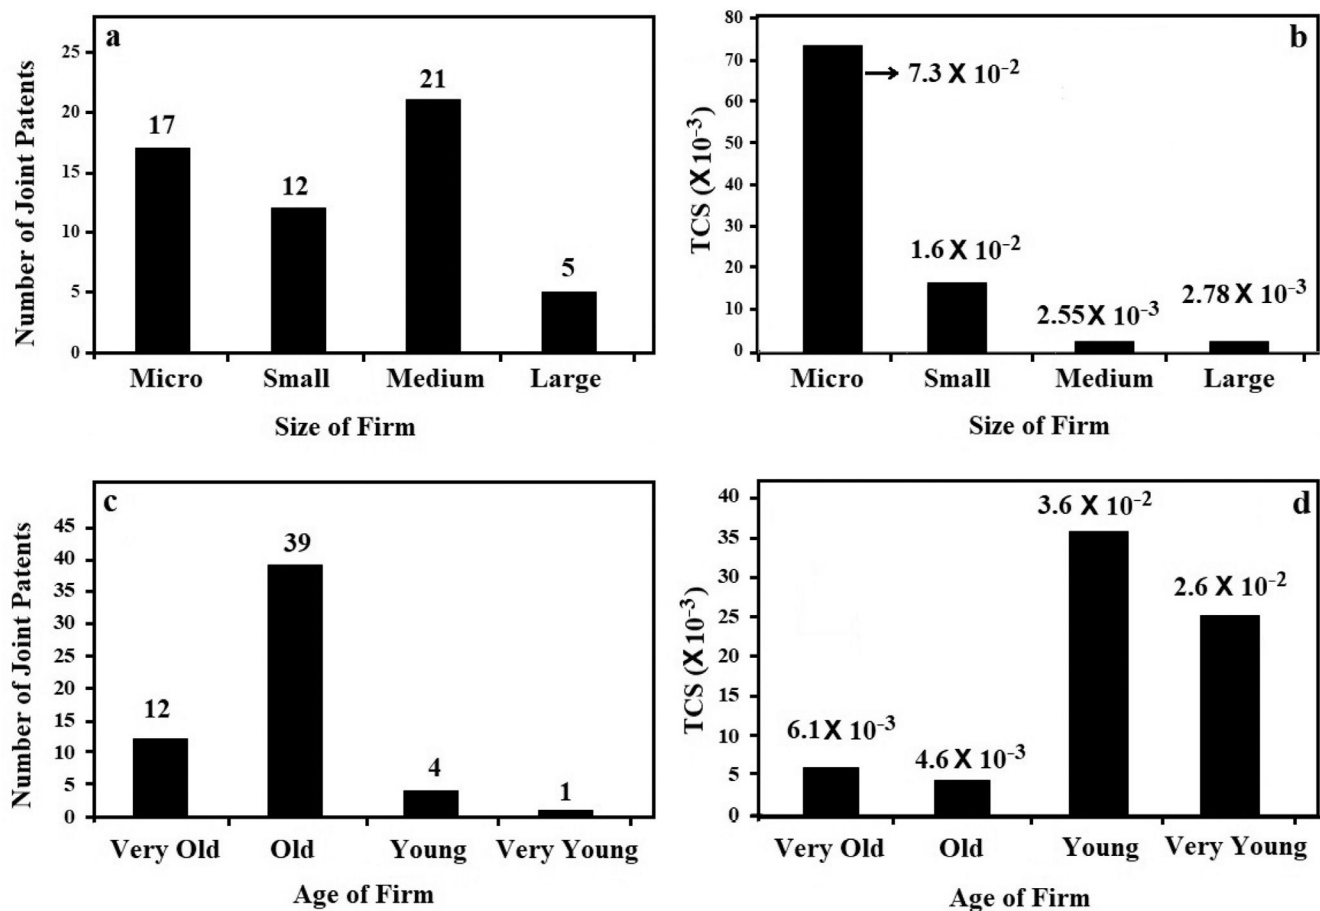 a
Number of Joint Patents
25
20
15
10
5
0
17
12
21
5
Micro Small Medium Large
Size of Firm
b
TCS (X10⁻³)
80
70
60
50
40
30
20
10
0
7.3 X 10⁻²
1.6 X 10⁻²
2.55 X 10⁻³
2.78 X 10⁻³
Micro Small Medium Large
Size of Firm
c
Number of Joint Patents
45
40
35
30
25
20
15
10
5
0
12
39
4
1
Very Old Old Young Very Young
Age of Firm
d
TCS (X10⁻³)
40
35
30
25
20
15
10
5
0
6.1 X 10⁻³
4.6 X 10⁻³
3.6 X 10⁻²
2.6 X 10⁻²
Very Old Old Young Very Young
Age of Firm